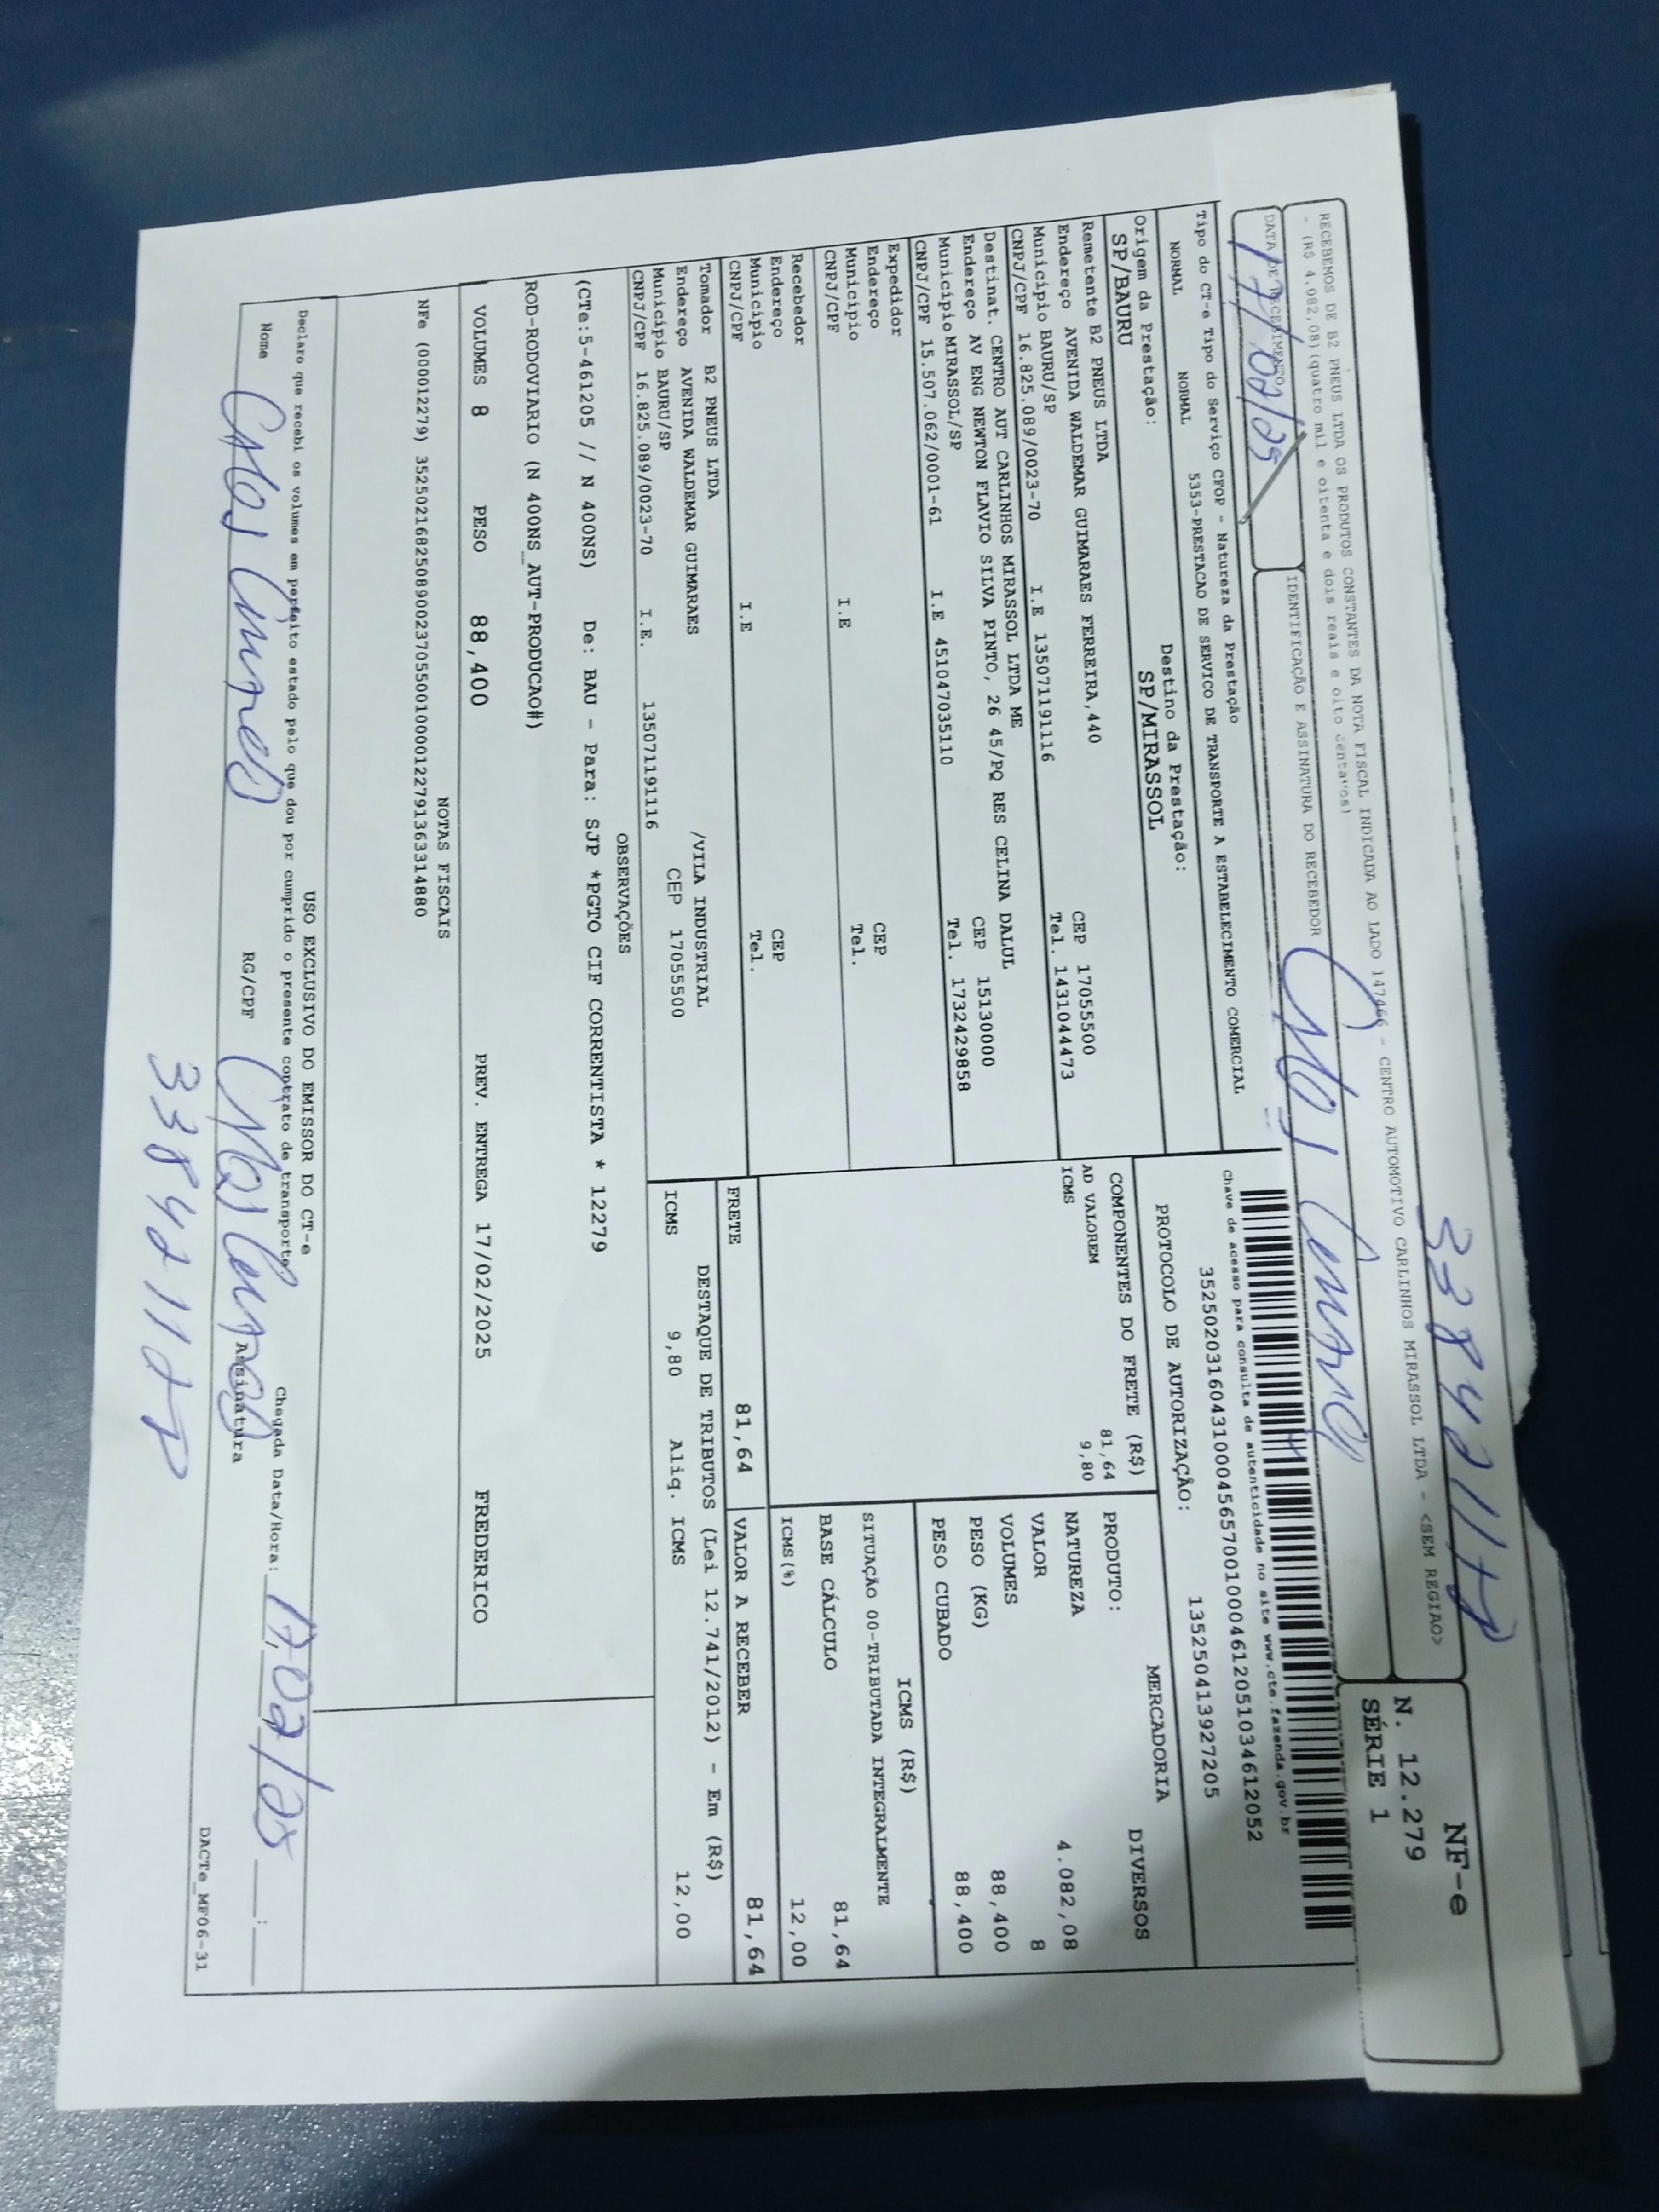 33842112-P
RECEBEMOS DE B2 PNEUS LTDA OS PRODUTOS CONSTANTES DA NOTA FISCAL INDICADA AO LADO 147466 - CENTRO AUTOMOTIVO CARLINHOS MIRASSOL LTDA - <SEM REGIAO>
- (R$ 4.082,08)(quatro mil e oitenta e dois reais e oito centavos)
NF-e
N. 12.279
SÉRIE 1
DATA DE RECEBIMENTO
17/02/25
IDENTIFICAÇÃO E ASSINATURA DO RECEBEDOR
Tipo do CT-e Tipo do Serviço CFOP - Natureza da Prestação
NORMAL NORMAL 5353-PRESTACAO DE SERVICO DE TRANSPORTE A ESTABELECIMENTO COMERCIAL
Chave de acesso para consulta de autenticidade no site www.cte.fazenda.gov.br
35250203160431000456570010004612051034612052
Origem da Prestação: Destino da Prestação:
SP/BAURU SP/MIRASSOL
PROTOCOLO DE AUTORIZAÇÃO: 135250413927205
Remetente B2 PNEUS LTDA
Endereço AVENIDA WALDEMAR GUIMARAES FERREIRA,440 CEP 17055500
Município BAURU/SP Tel. 1431044473
CNPJ/CPF 16.825.089/0023-70 I.E 13507191116
Destinat. CENTRO AUT CARLINHOS MIRASSOL LTDA ME
Endereço AV ENG NEWTON FLAVIO SILVA PINTO, 26 45/PQ RES CELINA DALUL CEP 15130000
Município MIRASSOL/SP Tel. 1732429858
CNPJ/CPF 15.507.062/0001-61 I.E 451047035110
Expedidor
Endereço CEP
Município Tel.
CNPJ/CPF I.E
Recebedor
Endereço CEP
Município Tel.
CNPJ/CPF I.E
Tomador B2 PNEUS LTDA
Endereço AVENIDA WALDEMAR GUIMARAES /VILA INDUSTRIAL
Município BAURU/SP CEP 17055500
CNPJ/CPF 16.825.089/0023-70 I.E. 13507191116
COMPONENTES DO FRETE (R$)
AD VALOREM 81,64
ICMS 9,80
MERCADORIA
PRODUTO: DIVERSOS
NATUREZA
VALOR 4.082,08
VOLUMES 8
PESO (KG) 88,400
PESO CUBADO 88,400
ICMS (R$)
SITUAÇÃO 00-TRIBUTADA INTEGRALMENTE
BASE CÁLCULO 81,64
ICMS(%) 12,00
FRETE 81,64 VALOR A RECEBER 81,64
DESTAQUE DE TRIBUTOS (Lei 12.741/2012) - Em (R$)
ICMS 9,80 Aliq. ICMS 12,00
OBSERVAÇÕES
(CTe:5-461205 // N 400NS) De: BAU - Para: SJP *PGTO CIF CORRENTISTA * 12279
ROD-RODOVIARIO (N 400NS_AUT-PRODUCAO#)
VOLUMES 8 PESO 88,400 PREV. ENTREGA 17/02/2025 FREDERICO
NOTAS FISCAIS
NFe (000012279) 35250216825089002370550010000122791363314880
USO EXCLUSIVO DO EMISSOR DO CT-e
Declaro que recebi os volumes em perfeito estado pelo que dou por cumprido o presente contrato de transporte
Chegada Data/Hora: 17/02/25 __:__
Nome RG/CPF Assinatura
33842112-P
DACTe_MF06-31